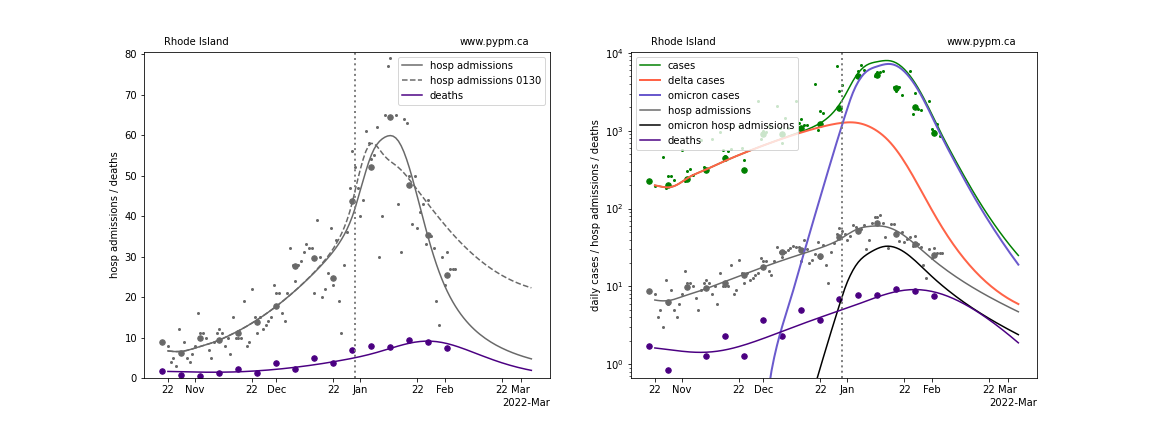 Rhode Island www.pypm.ca
80
70
60
50
40
30
20
10
0
hosp admissions / deaths
hosp admissions
hosp admissions 0130
deaths
22 Nov 22 Dec 22 Jan 22 Feb 22 Mar
2022-Mar
Rhode Island www.pypm.ca
10^4
10^3
10^2
10^1
10^0
daily cases / hosp admissions / deaths
cases
delta cases
omicron cases
hosp admissions
omicron hosp admissions
deaths
22 Nov 22 Dec 22 Jan 22 Feb 22 Mar
2022-Mar